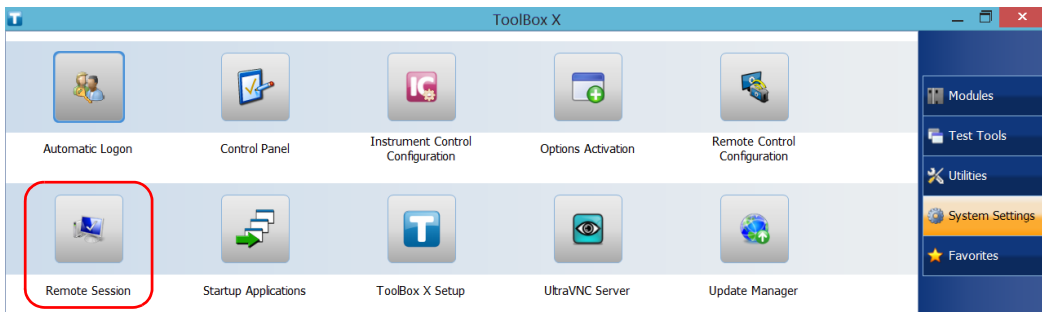 ToolBox X
Automatic Logon
Control Panel
Instrument Control
Configuration
Options Activation
Remote Control
Configuration
Remote Session
Startup Applications
ToolBox X Setup
UltraVNC Server
Update Manager
Modules
Test Tools
Utilities
System Settings
Favorites